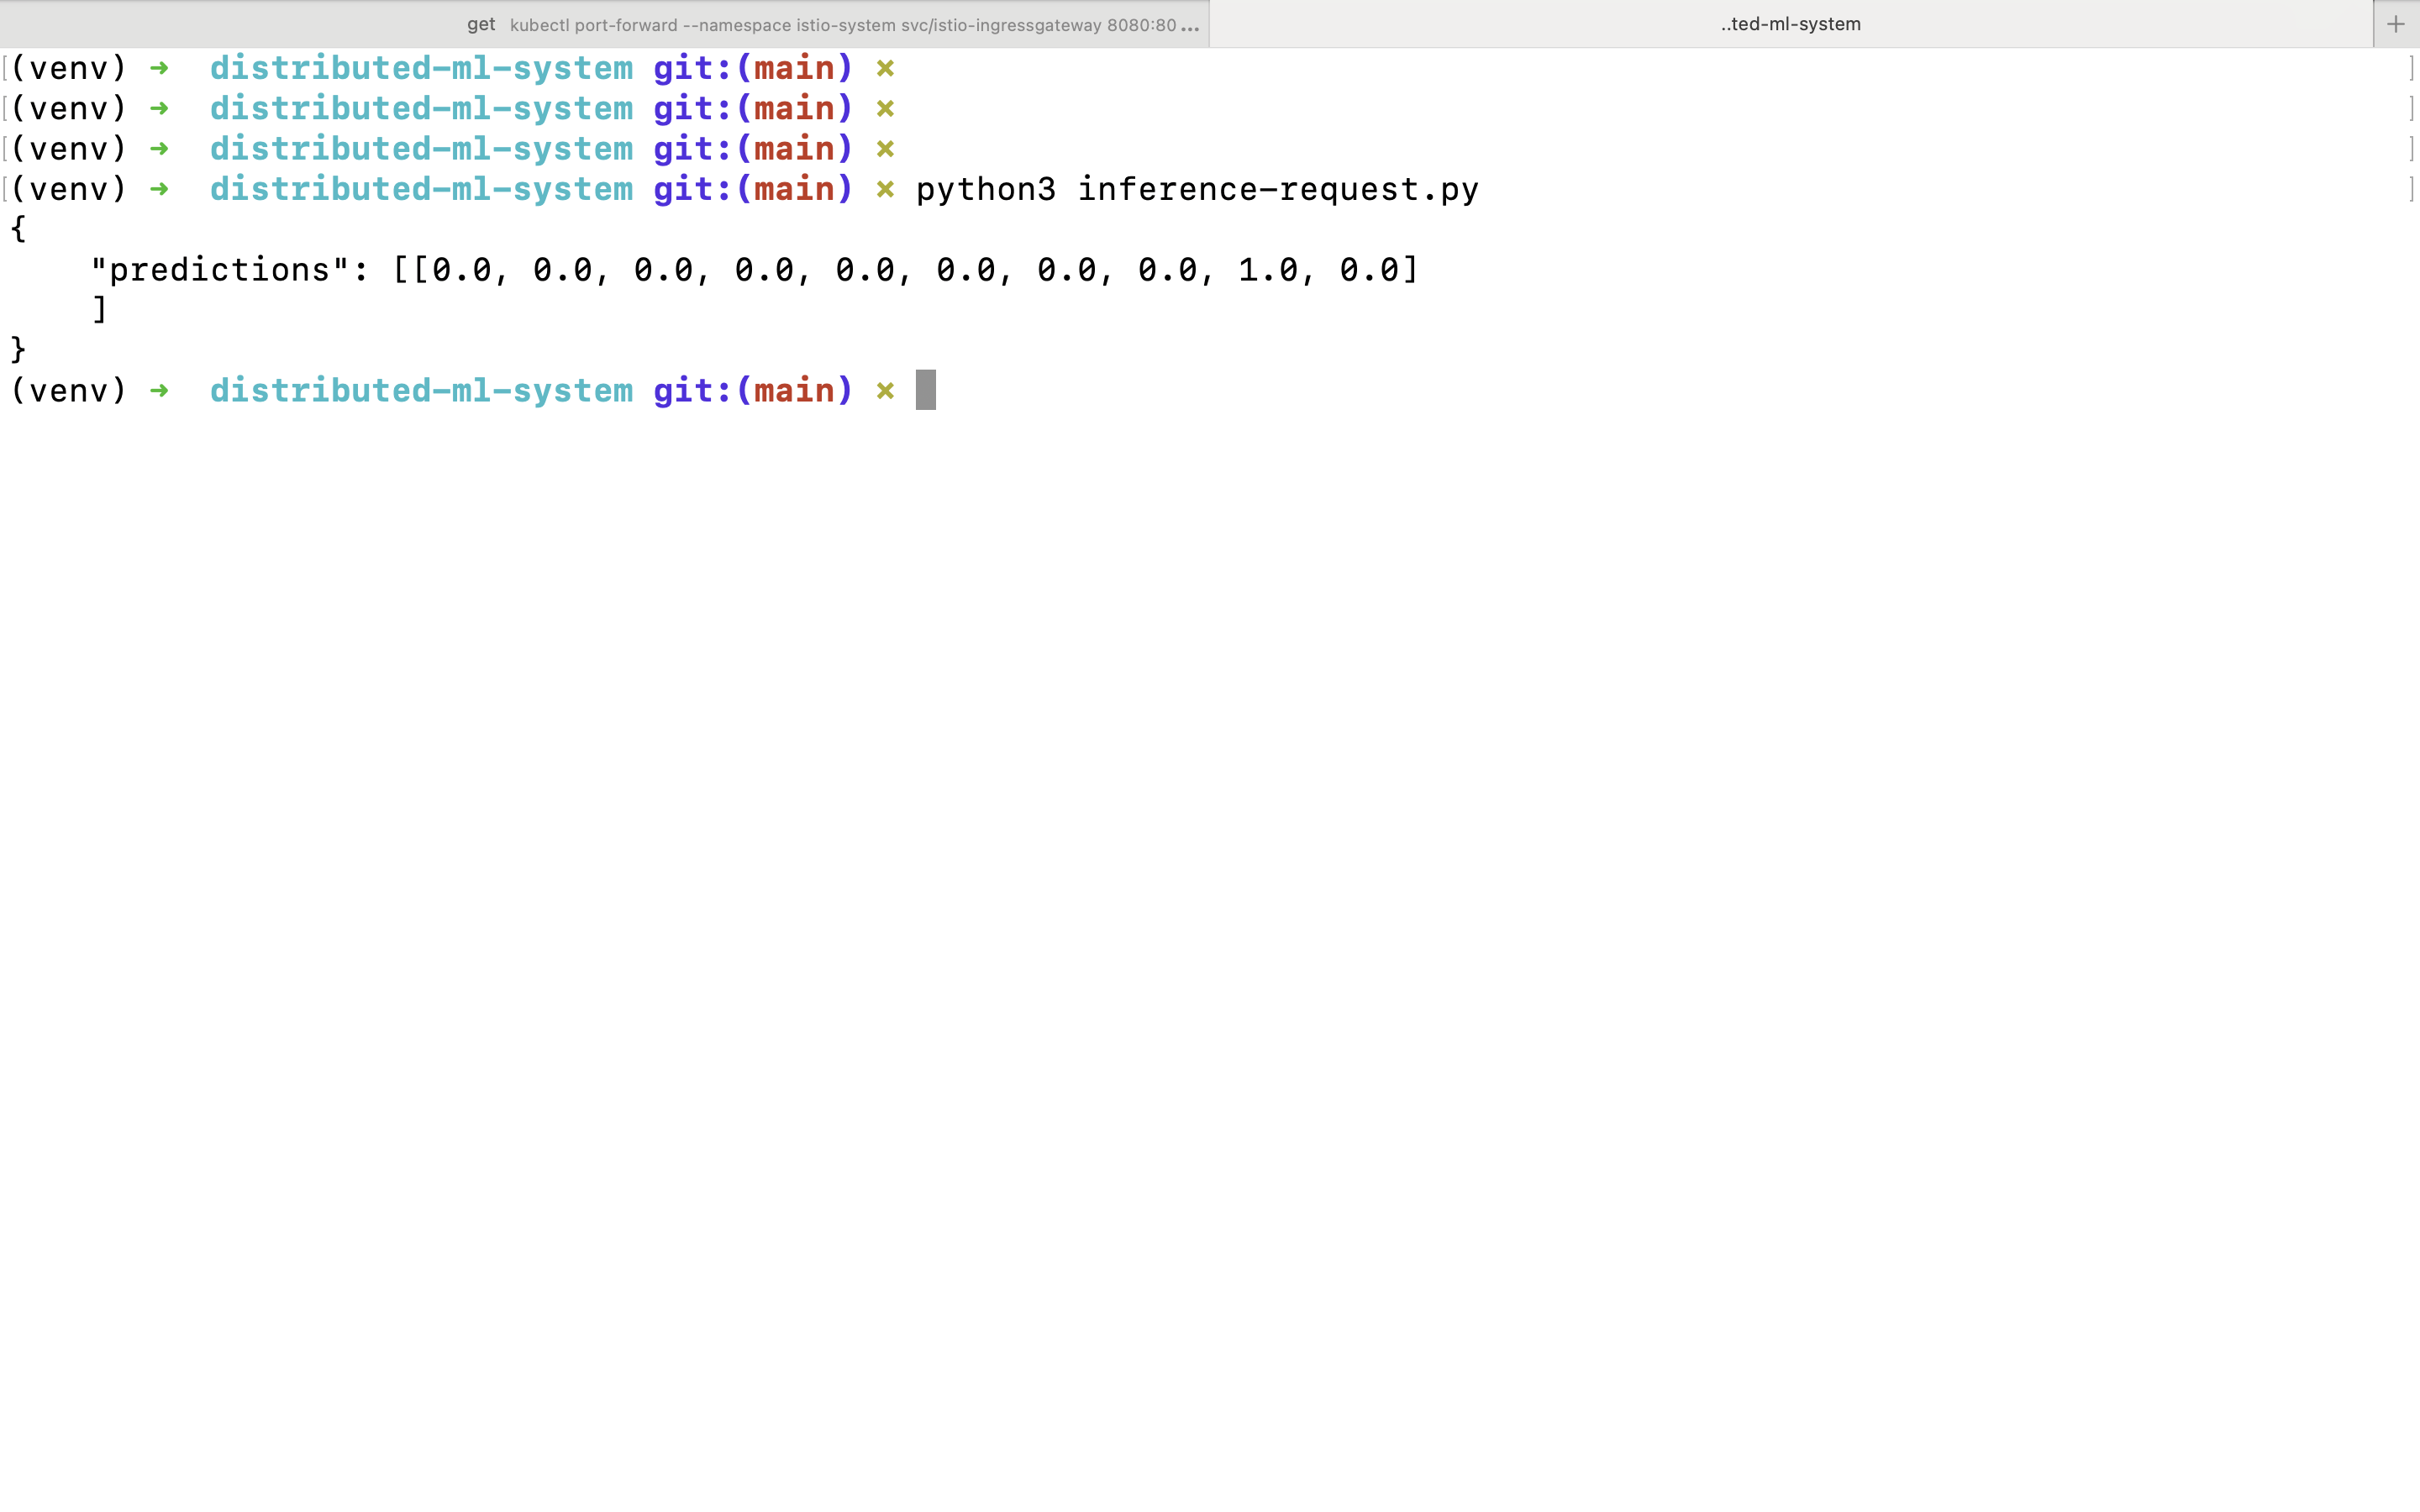 get kubectl port-forward --namespace istio-system svc/istio-ingressgateway 8080:80 ...
..ted-ml-system
+
[(venv) ➜ distributed-ml-system git:(main) ✗ ]
[(venv) ➜ distributed-ml-system git:(main) ✗ ]
[(venv) ➜ distributed-ml-system git:(main) ✗ ]
[(venv) ➜ distributed-ml-system git:(main) ✗ python3 inference-request.py ]
{
    "predictions": [[0.0, 0.0, 0.0, 0.0, 0.0, 0.0, 0.0, 0.0, 1.0, 0.0]
    ]
}
(venv) ➜ distributed-ml-system git:(main) ✗